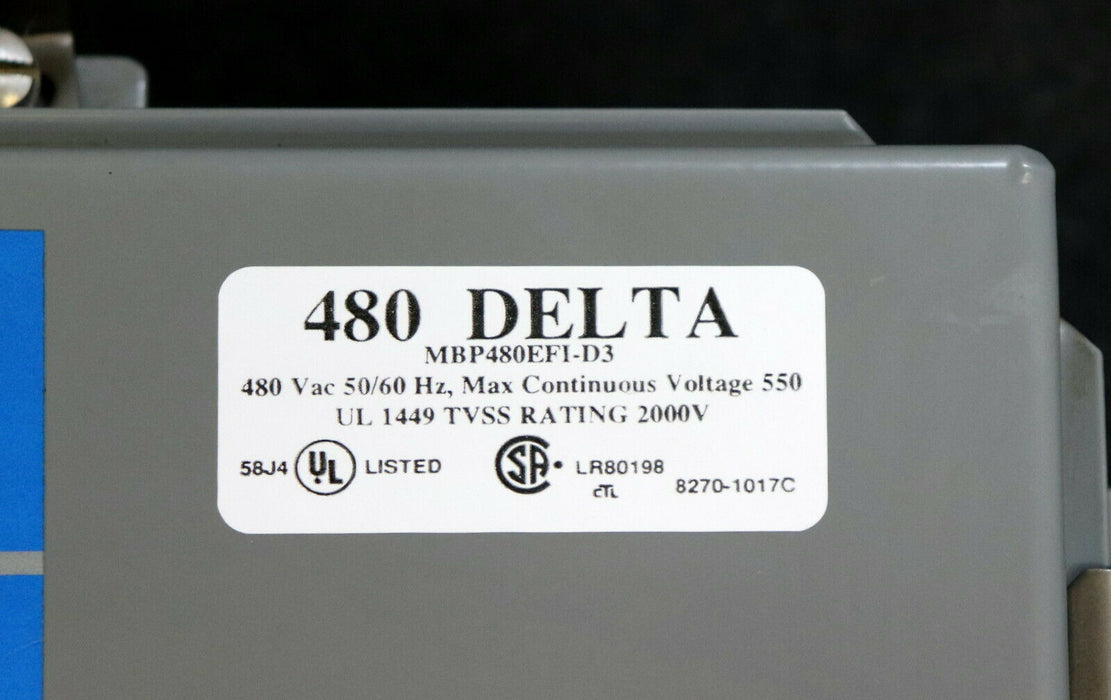 480 DELTA
MBP480EFI-D3
480 Vac 50/60 Hz, Max Continuous Voltage 550
UL 1449 TVSS RATING 2000V
58J4 UL LISTED SA LR80198
cTL 8270-1017C